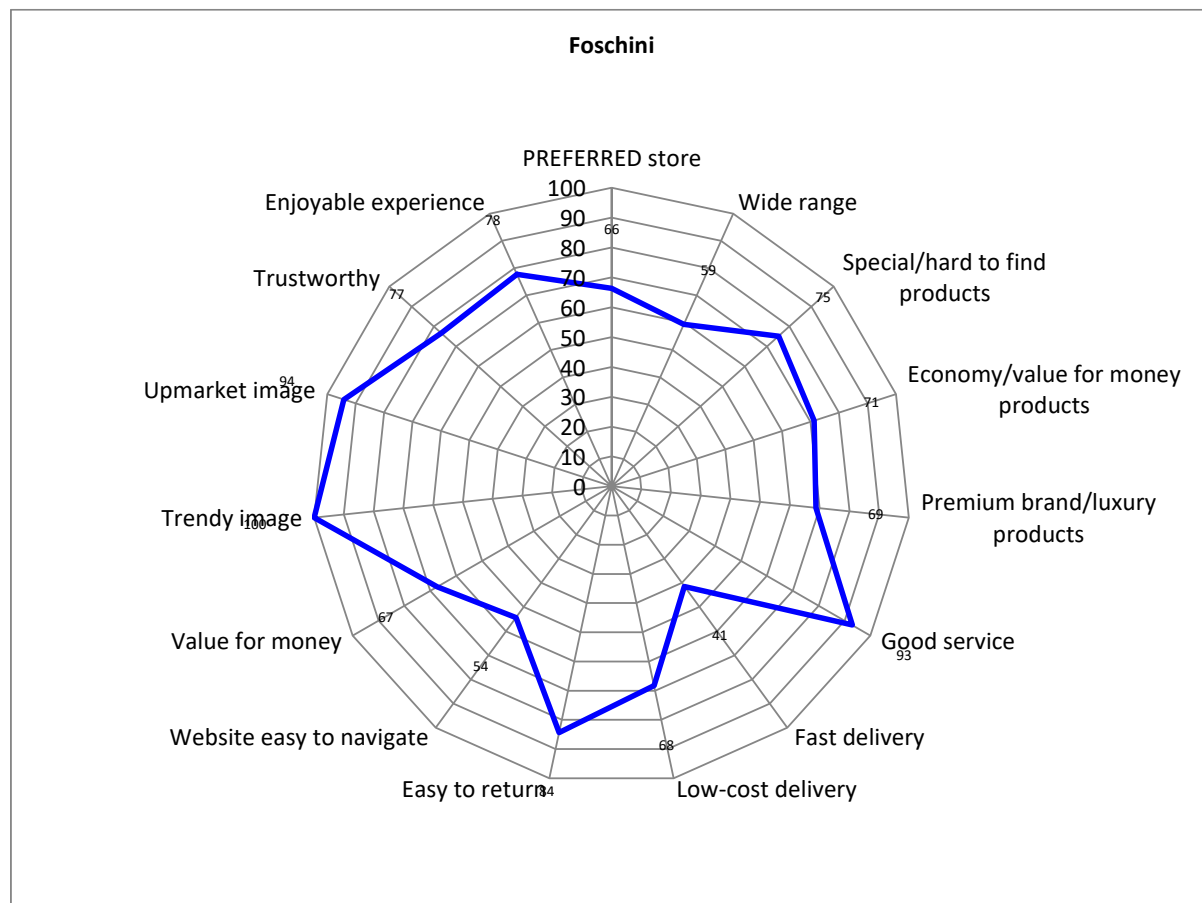 Foschini
PREFERRED store
Enjoyable experience
Wide range
Trustworthy
Special/hard to find
products
Upmarket image
Economy/value for money
products
Trendy image
Premium brand/luxury
products
Value for money
Good service
Website easy to navigate
Fast delivery
Easy to return
Low-cost delivery
100
90
80
70
60
50
40
30
20
10
0
66
59
75
71
69
93
41
68
84
54
67
100
94
77
78